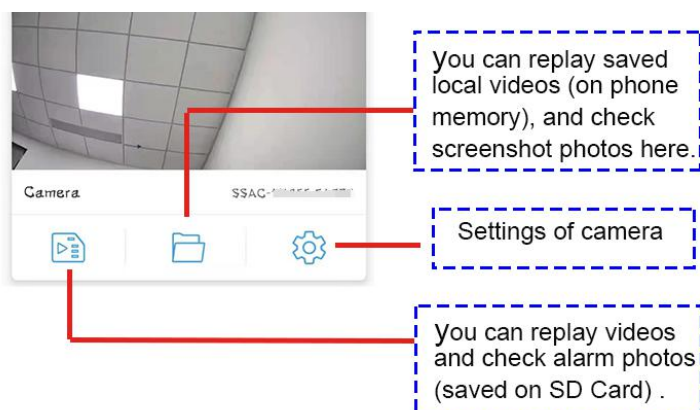 you can replay saved
local videos (on phone
memory), and check
screenshot photos here.
Camera
SSAC-
Settings of camera
you can replay videos
and check alarm photos
(saved on SD Card) .